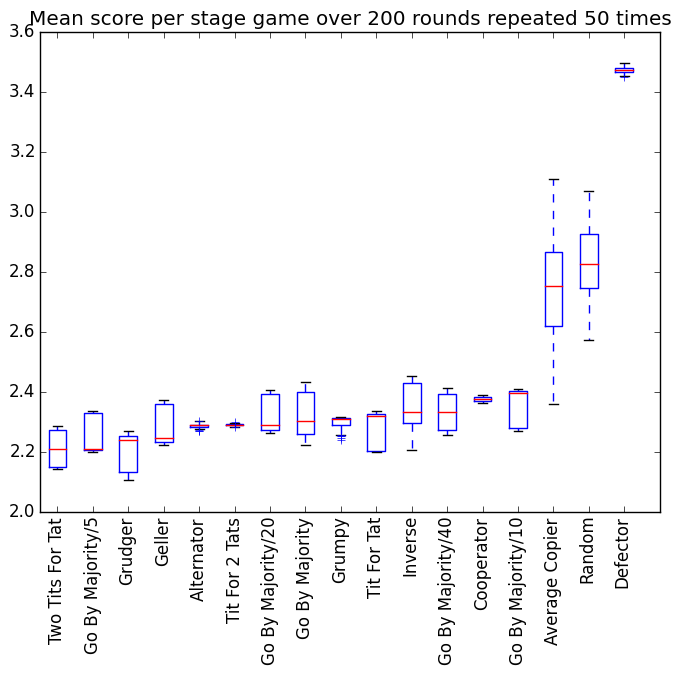 Mean score per stage game over 200 rounds repeated 50 times
3.6
3.4
3.2
3.0
2.8
2.6
2.4
2.2
2.0
Two Tits For Tat
Go By Majority/5
Grudger
Geller
Alternator
Tit For 2 Tats
Go By Majority/20
Go By Majority
Grumpy
Tit For Tat
Inverse
Go By Majority/40
Cooperator
Go By Majority/10
Average Copier
Random
Defector